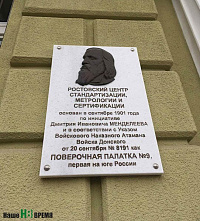 РОСТОВСКИЙ ЦЕНТР
СТАНДАРТИЗАЦИИ,
МЕТРОЛОГИИ И
СЕРТИФИКАЦИИ
основан в сентябре 1901 года
по инициативе
Дмитрия Ивановича МЕНДЕЛЕЕВА
и в соответствии с Указом
Войскового Наказного Атамана
Войска Донского
от 20 сентября № 8191 как
ПОВЕРОЧНАЯ ПАЛАТКА №9,
первая на юге России
Наше ВРЕМЯ